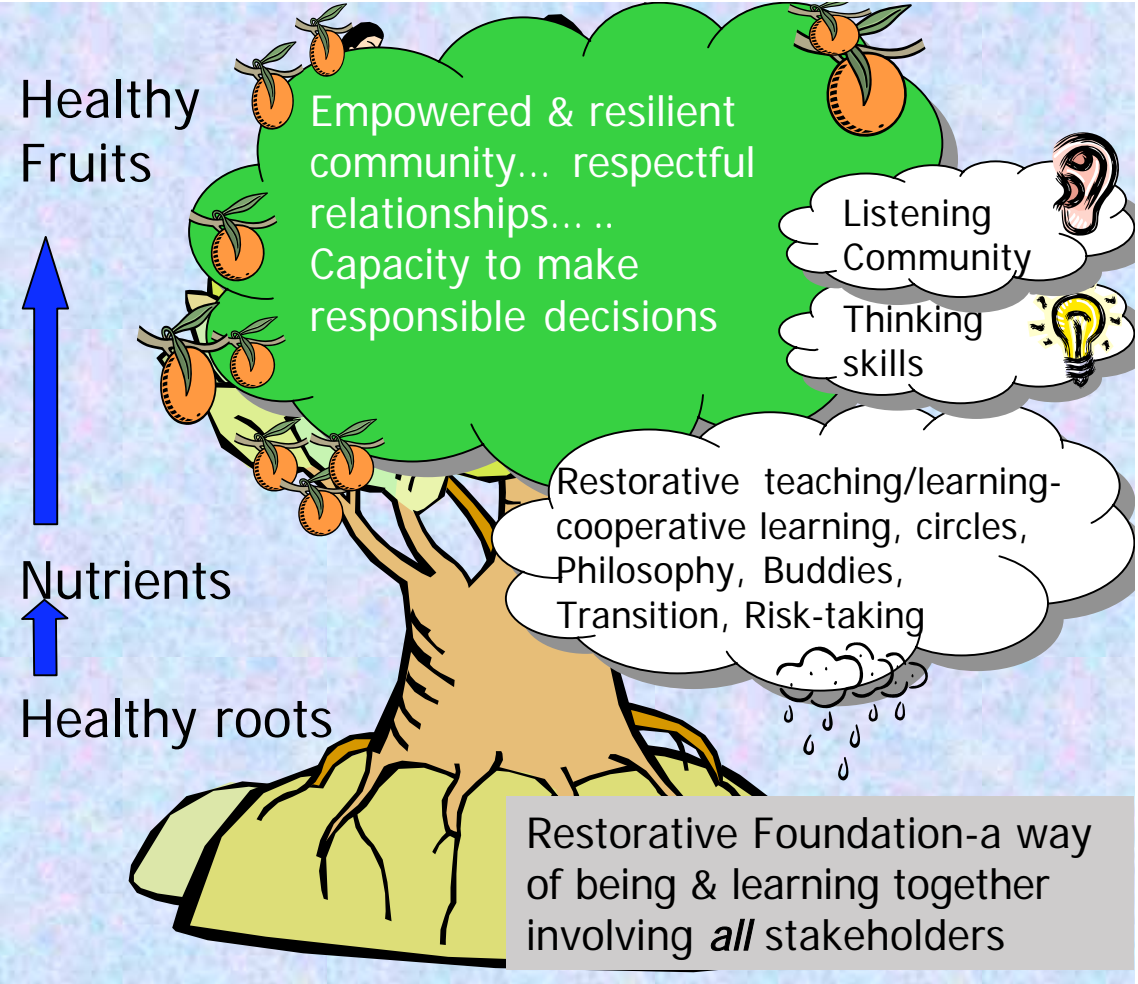 Healthy
Fruits
Empowered & resilient
community... respectful
relationships... ..
Capacity to make
responsible decisions
Listening
Community
Thinking
skills
Restorative teaching/learning-
cooperative learning, circles,
Philosophy, Buddies,
Transition, Risk-taking
Nutrients
Healthy roots
Restorative Foundation-a way
of being & learning together
involving all stakeholders